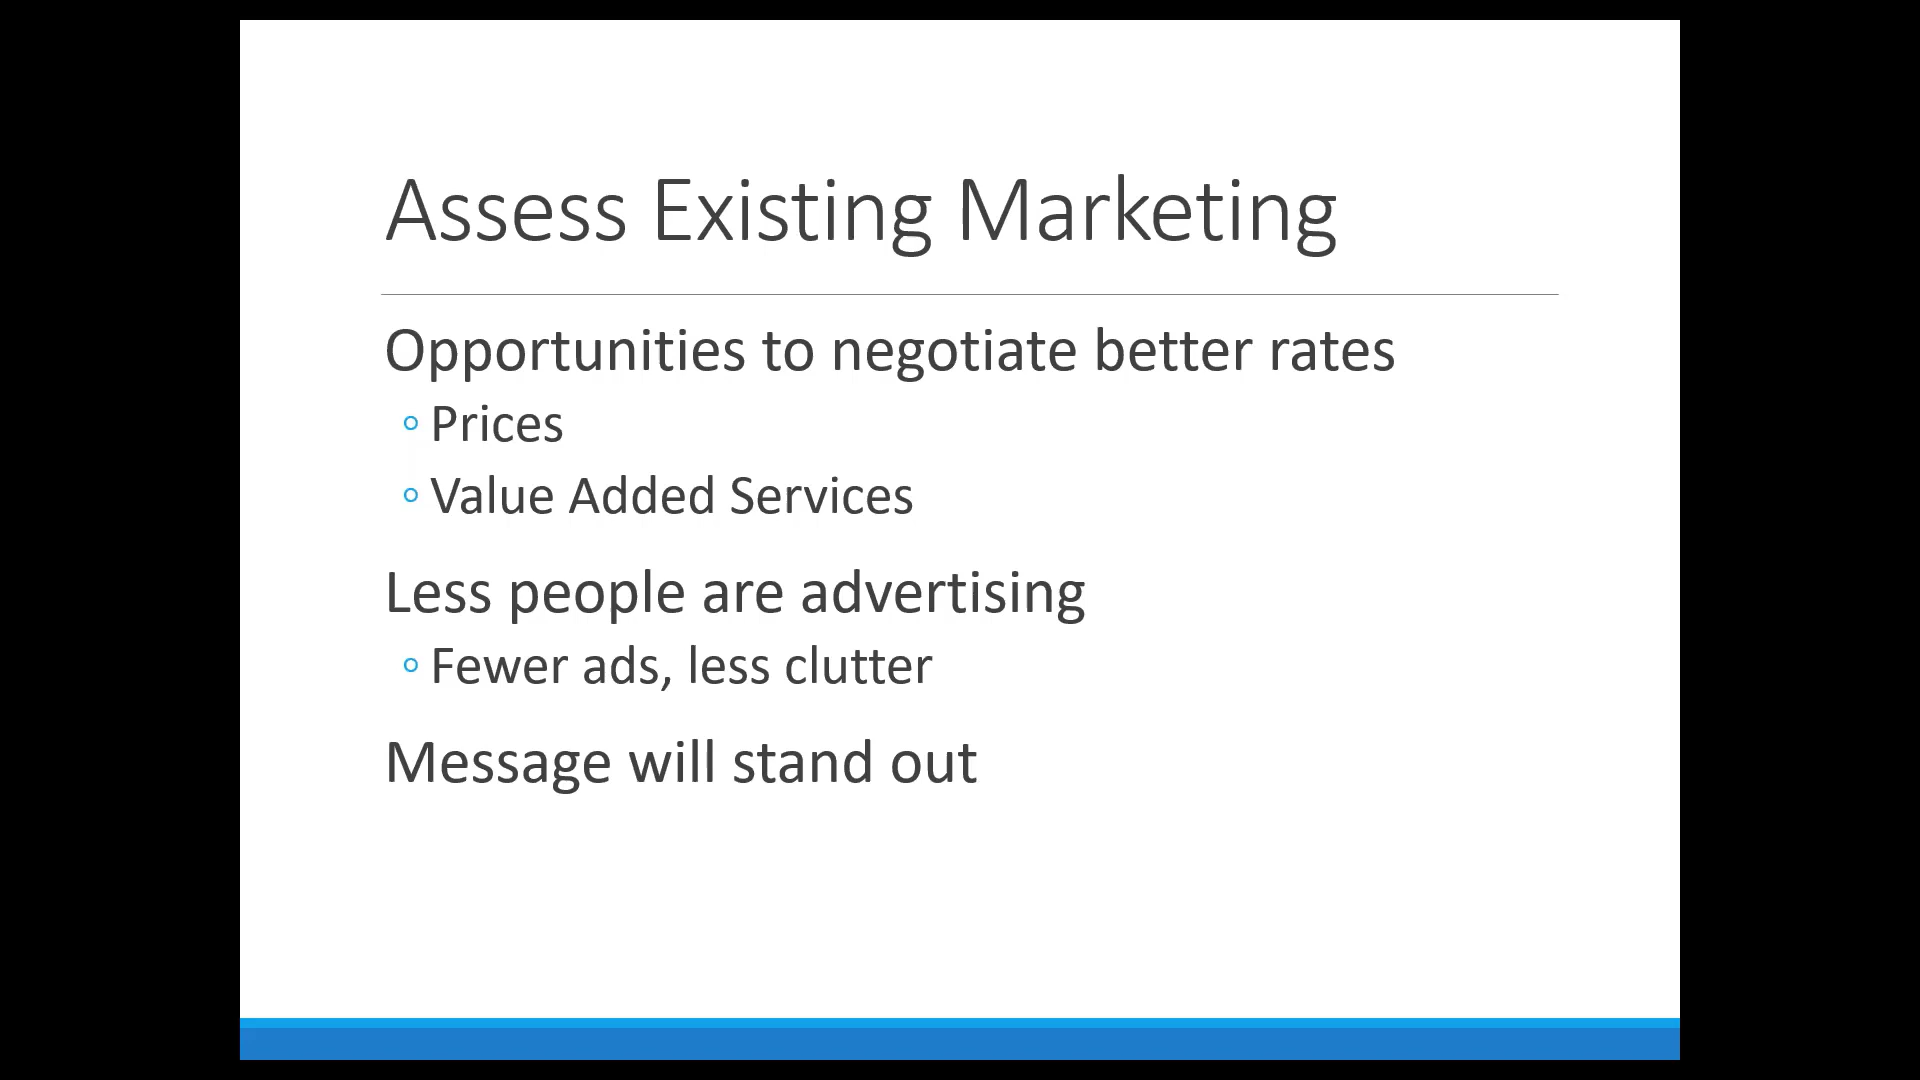 Assess Existing Marketing
Opportunities to negotiate better rates
◦ Prices
◦ Value Added Services
Less people are advertising
◦ Fewer ads, less clutter
Message will stand out